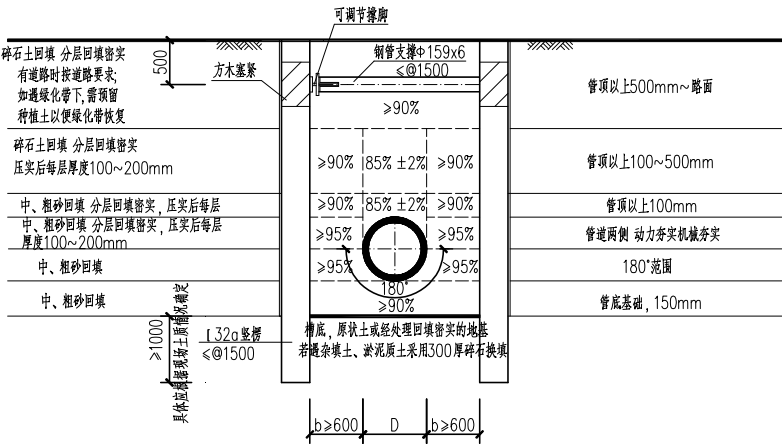 可调节撑脚
碎石土回填 分层回填密实
有道路时按道路要求;
如遇绿化带下,需预留
种植土以便绿化带恢复
500
方木塞紧
钢管支撑Φ159x6
≤@1500
管顶以上500mm~路面
≥90%
碎石土回填 分层回填密实
压实后每层厚度100~200mm
≥90%
85% ±2%
≥90%
管顶以上100~500mm
中、粗砂回填 分层回填密实, 压实后每层
≥90%
85% ±2%
≥90%
管顶以上100mm
中、粗砂回填 分层回填密实, 压实后每层
厚度100~200mm
≥95%
≥95%
管道两侧 动力夯实机械夯实
中、粗砂回填
≥95%
≥95%
180°范围
180°
中、粗砂回填
≥90%
管底基础, 150mm
≥1000
具体应根据现场土质情况确定
[ 32a竖楞
≤@1500
槽底, 原状土或经处理回填密实的地基
若遇杂填土、淤泥质土采用300厚碎石换填
b≥600
D
b≥600